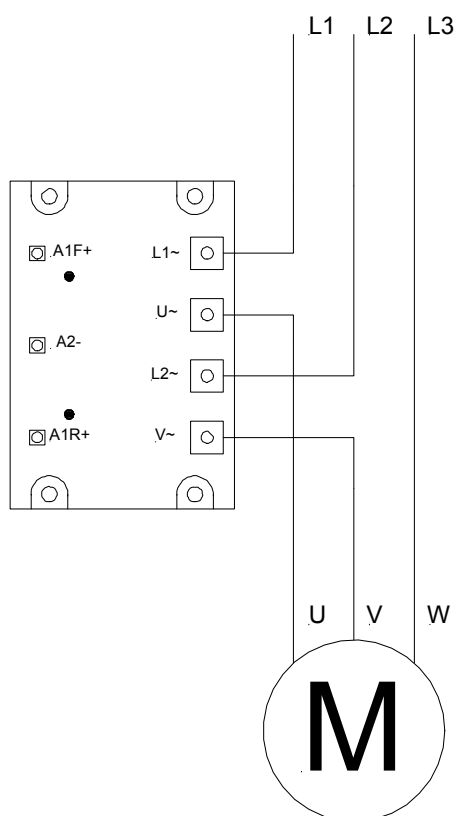 L1 L2 L3
A1F+ L1~
U~
A2-
L2~
A1R+ V~
U V W
M